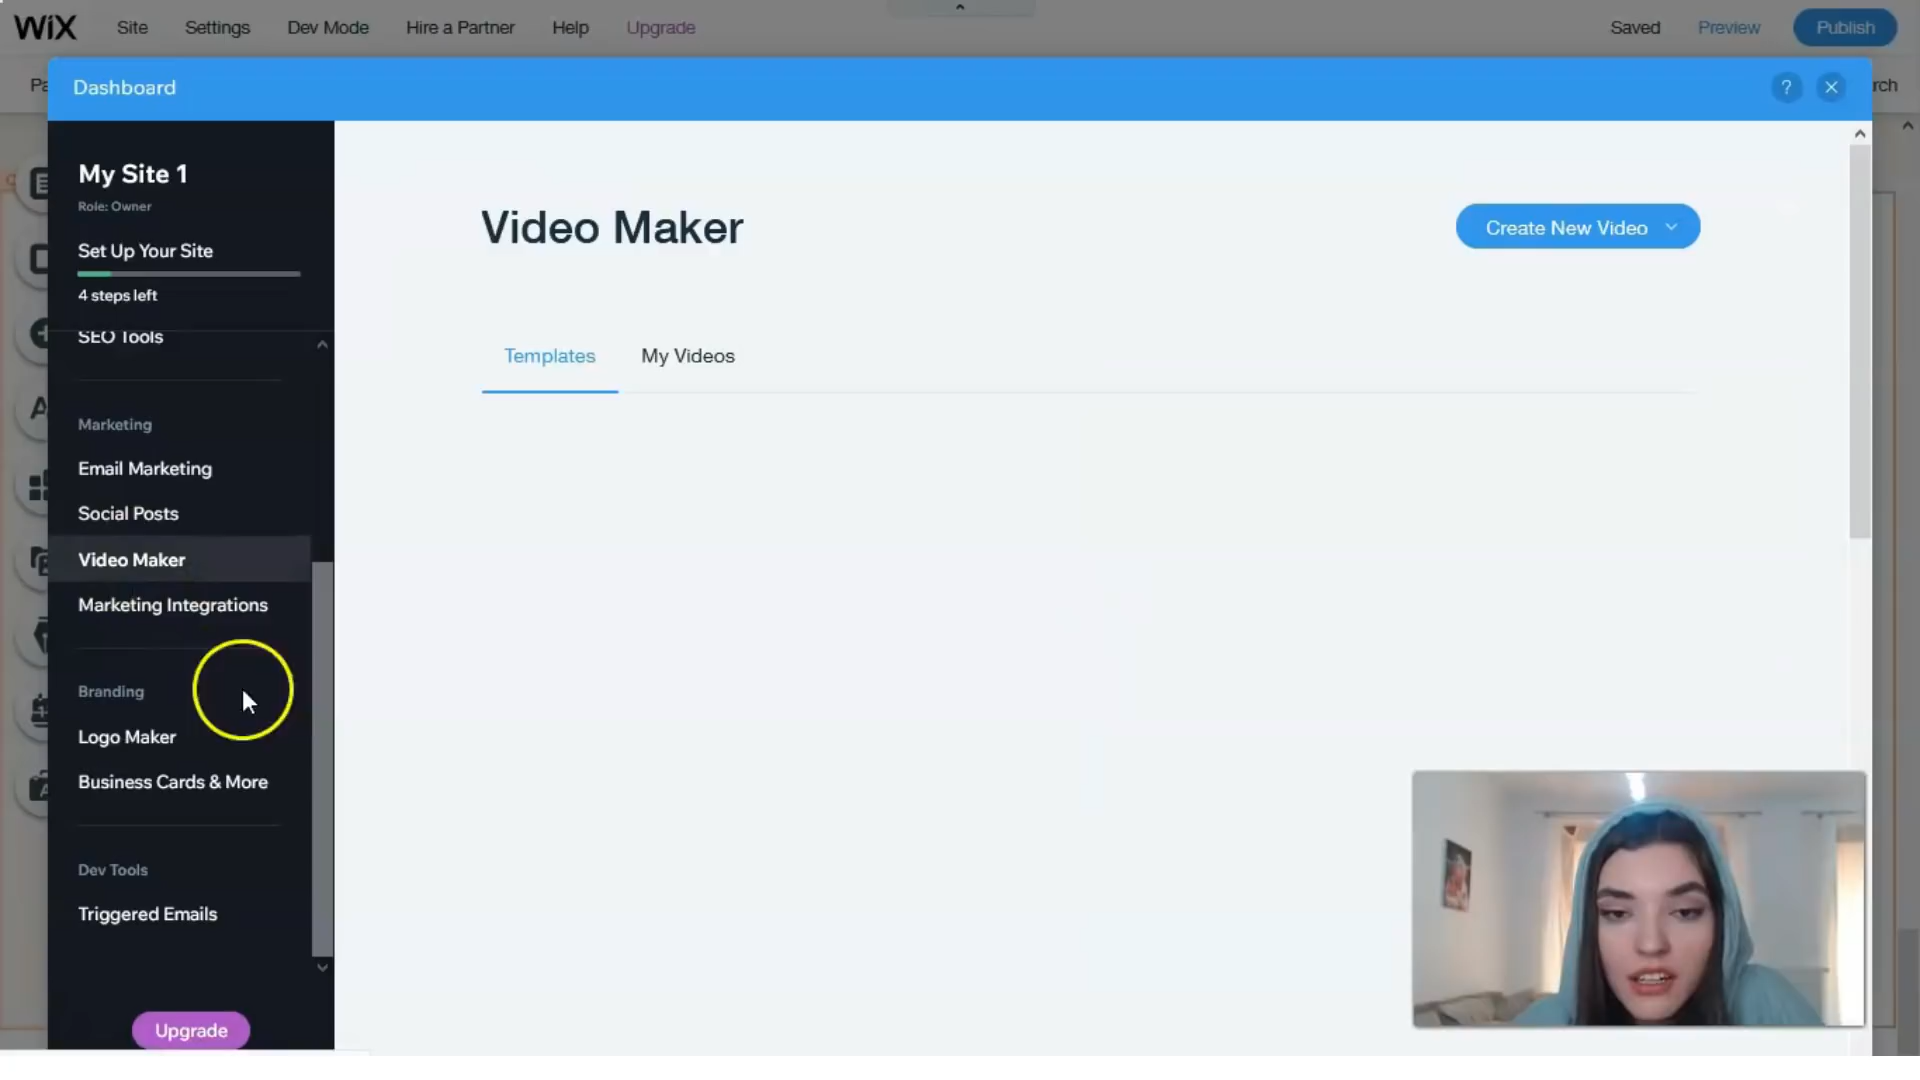 WiX Site Settings Dev Mode Hire a Partner Help Upgrade Saved Preview Publish
Dashboard ?
My Site 1
Role: Owner
Set Up Your Site
4 steps left
SEO Tools
Marketing
Email Marketing
Social Posts
Video Maker
Marketing Integrations
Branding
Logo Maker
Business Cards & More
Dev Tools
Triggered Emails
Upgrade
Video Maker
Create New Video
Templates My Videos